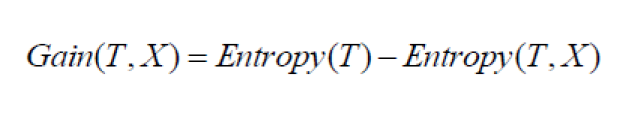 Gain(T, X) = Entropy(T) – Entropy(T, X)